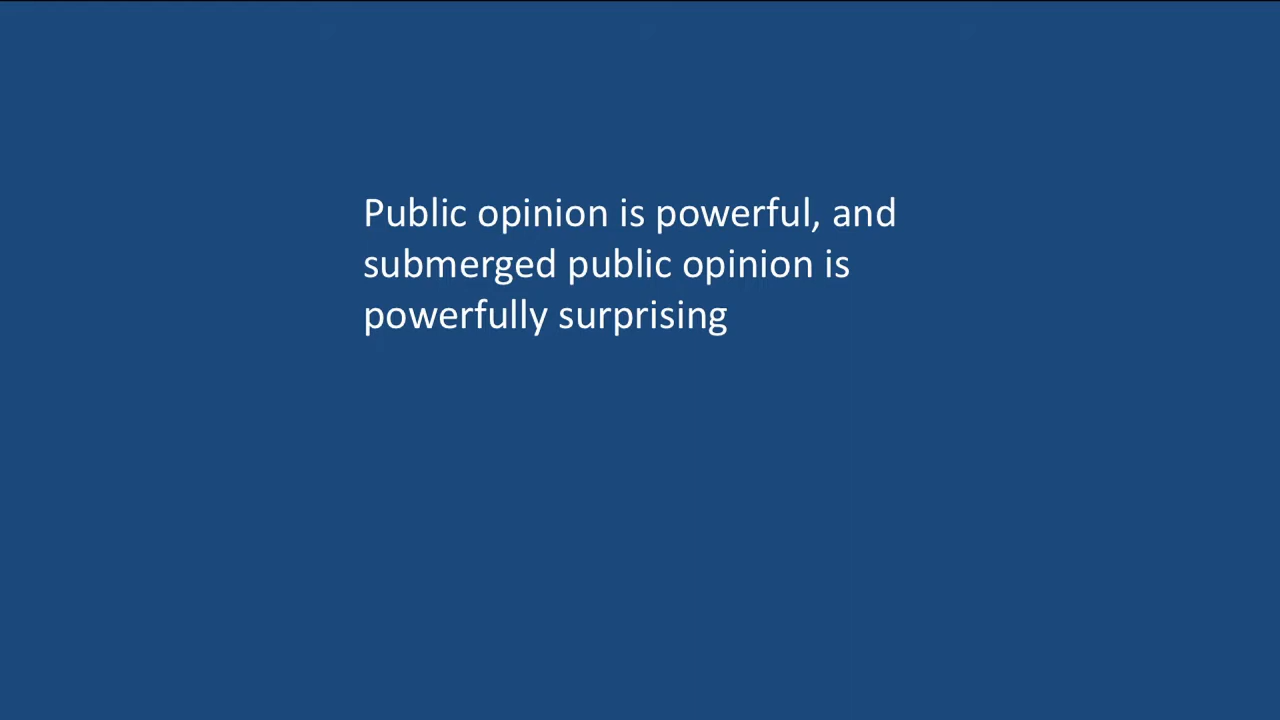 Public opinion is powerful, and
submerged public opinion is
powerfully surprising